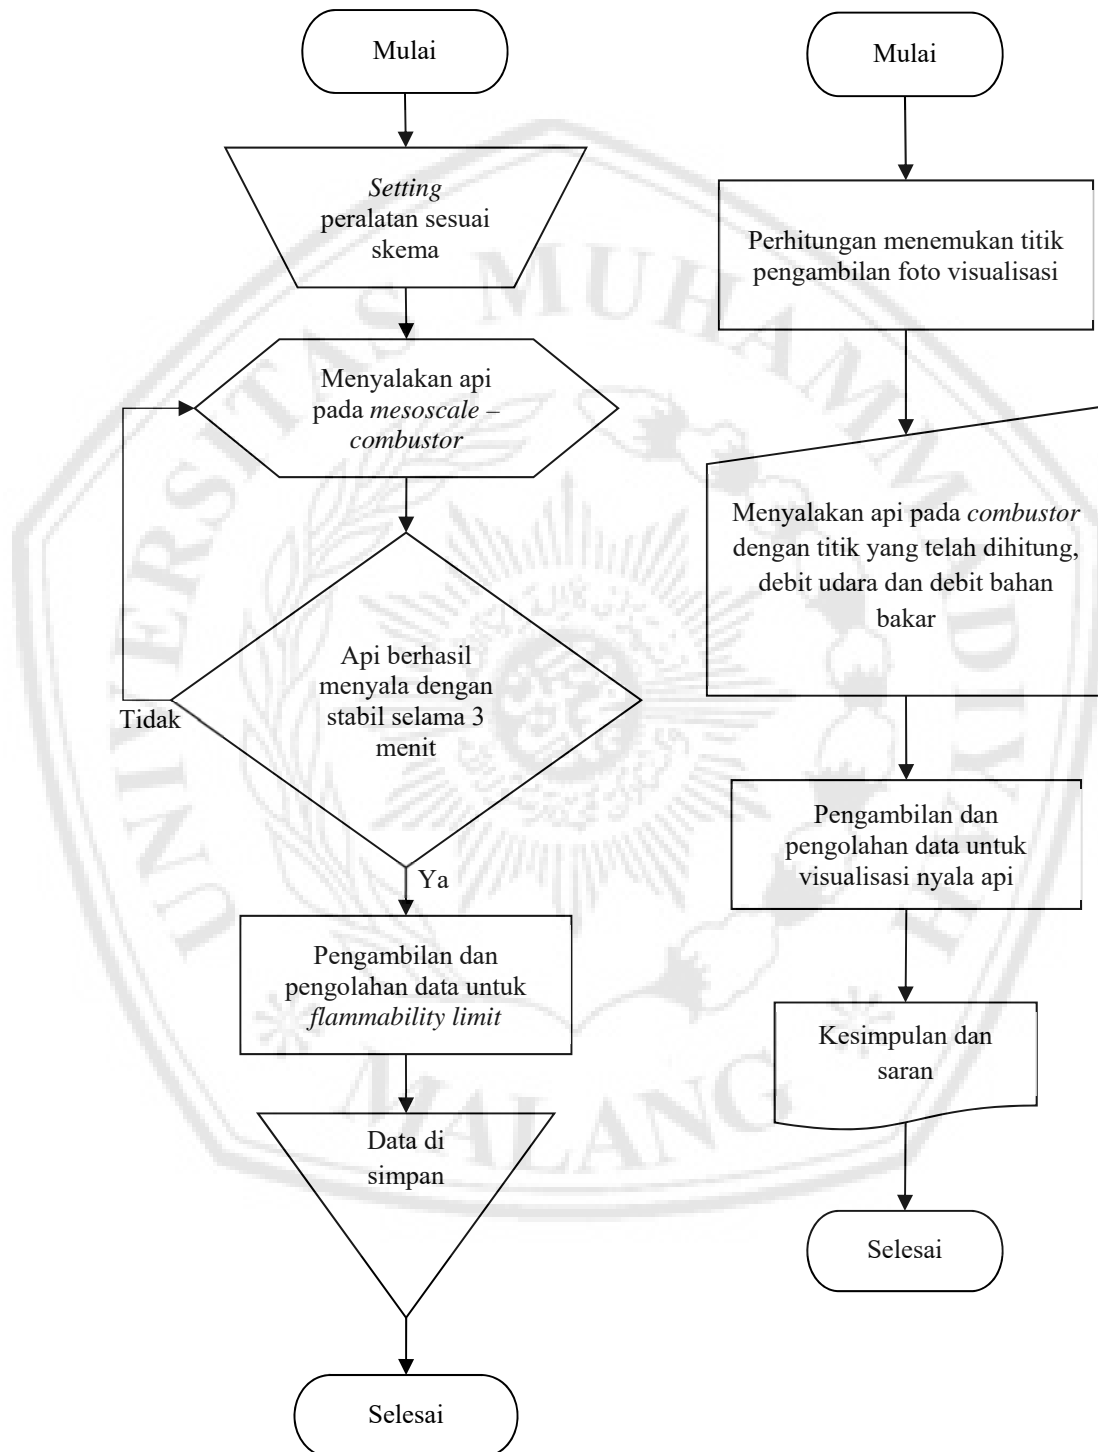 Mulai
Setting
peralatan sesuai
skema
Menyalakan api
pada mesoscale –
combustor
Api berhasil
menyala dengan
stabil selama 3
menit
Tidak
Ya
Pengambilan dan
pengolahan data untuk
flammability limit
Data di
simpan
Selesai
Mulai
Perhitungan menemukan titik
pengambilan foto visualisasi
Menyalakan api pada combustor
dengan titik yang telah dihitung,
debit udara dan debit bahan
bakar
Pengambilan dan
pengolahan data untuk
visualisasi nyala api
Kesimpulan dan
saran
Selesai
UNIVERSITAS MUHAMMADIYAH
MALANG